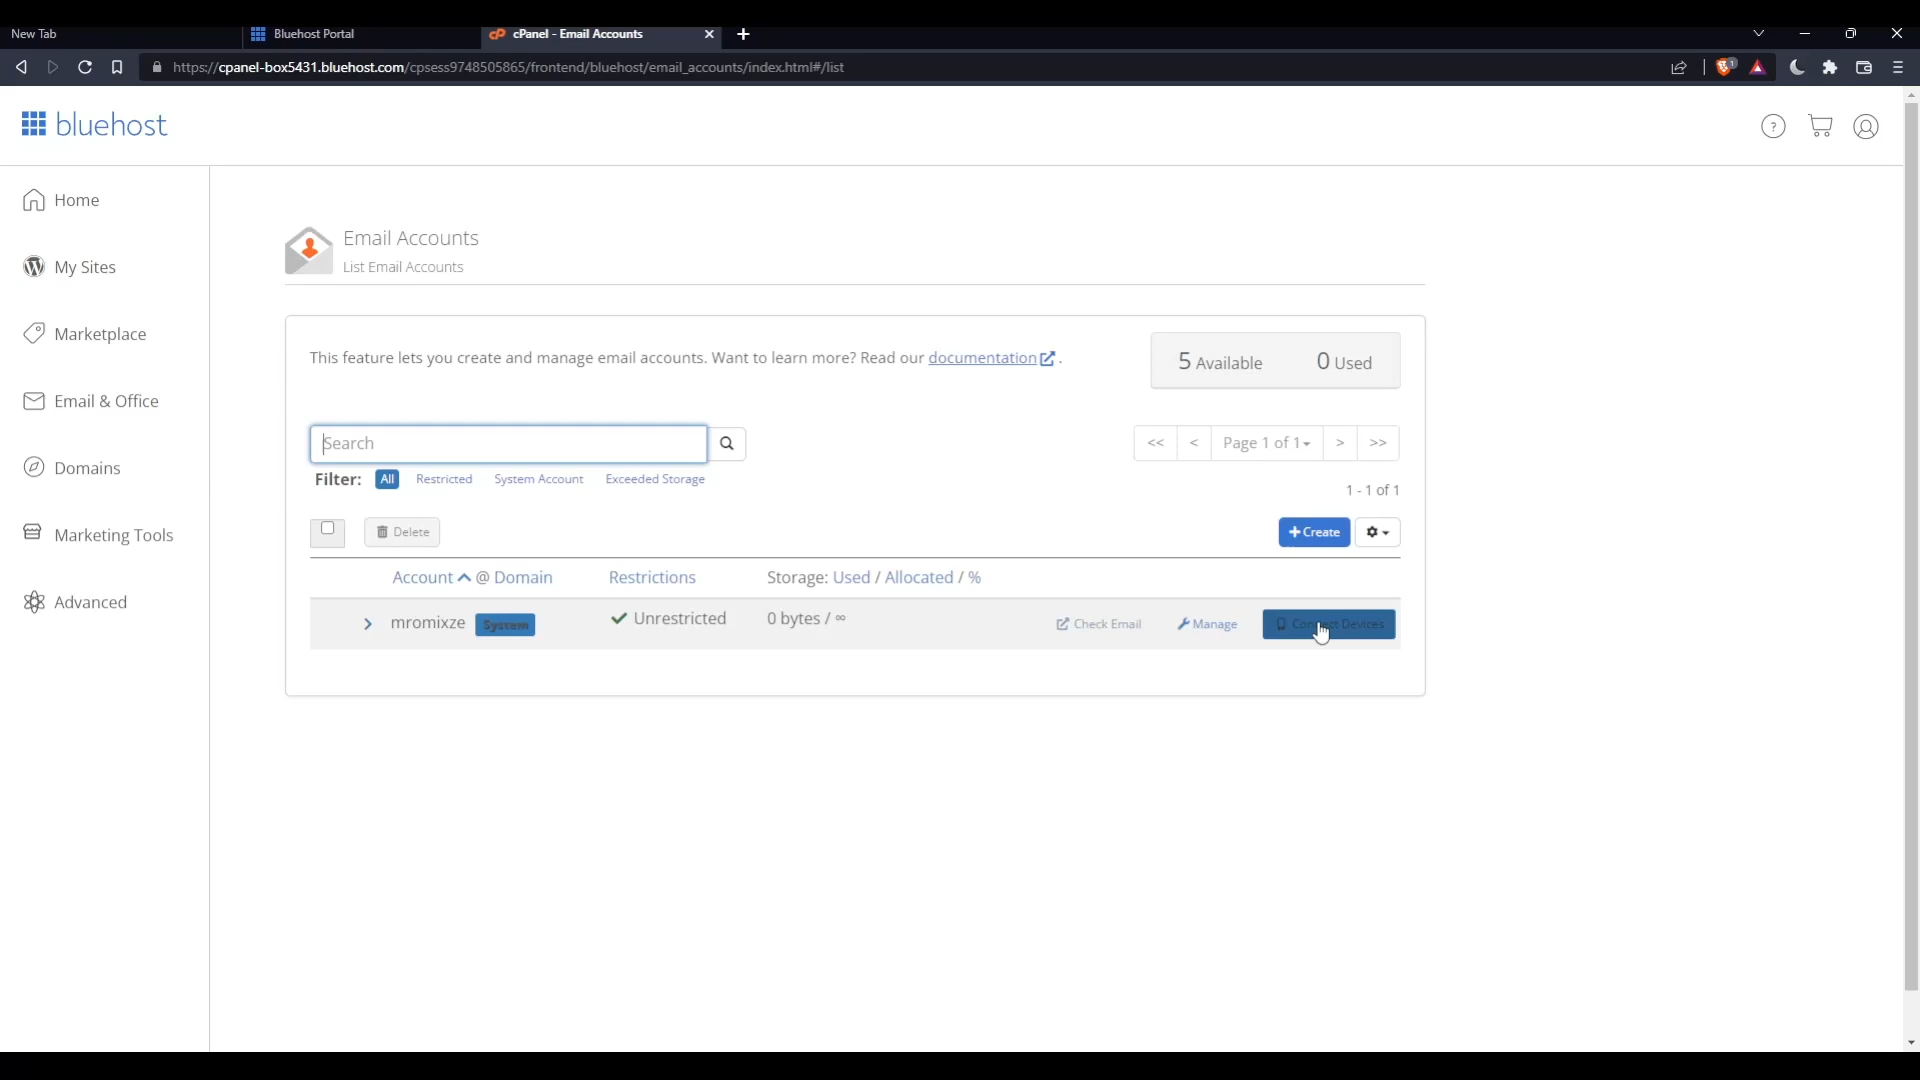 New Tab
Bluehost Portal
cPanel - Email Accounts
https://cpanel-box5431.bluehost.com/cpsess9748505865/frontend/bluehost/email_accounts/index.html#/list
1
bluehost
?
Home
My Sites
Marketplace
Email & Office
Domains
Marketing Tools
Advanced
Email Accounts
List Email Accounts
This feature lets you create and manage email accounts. Want to learn more? Read our documentation .
5 Available 0 Used
Search
<< < Page 1 of 1 > >>
Filter: All Restricted System Account Exceeded Storage
1 - 1 of 1
Delete
+ Create
Account @ Domain Restrictions Storage: Used / Allocated / %
mromixze System Unrestricted 0 bytes / ∞ Check Email Manage Connect Devices